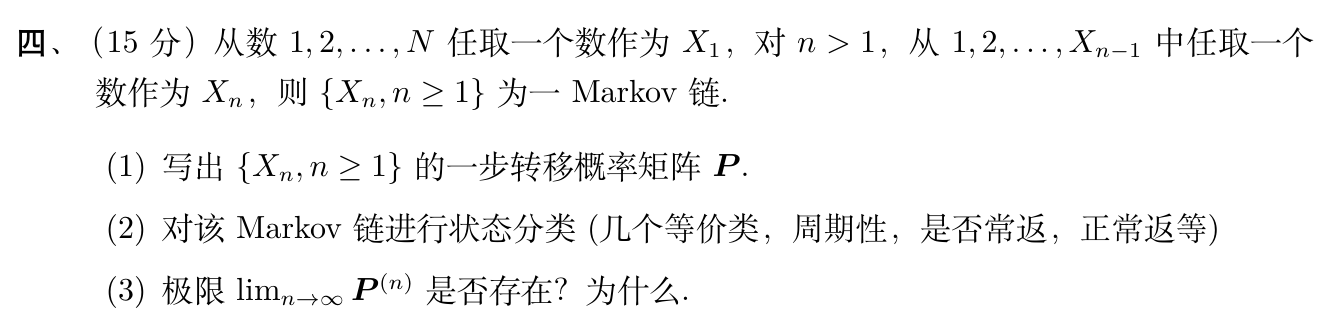 四、(15 分) 从数 1, 2, . . . , N 任取一个数作为 X₁，对 n > 1，从 1, 2, . . . , Xₙ₋₁ 中任取一个
数作为 Xₙ，则 {Xₙ, n ≥ 1} 为一 Markov 链.
(1) 写出 {Xₙ, n ≥ 1} 的一步转移概率矩阵 P.
(2) 对该 Markov 链进行状态分类 (几个等价类，周期性，是否常返，正常返等)
(3) 极限 limₙ→∞ P⁽ⁿ⁾ 是否存在？为什么.